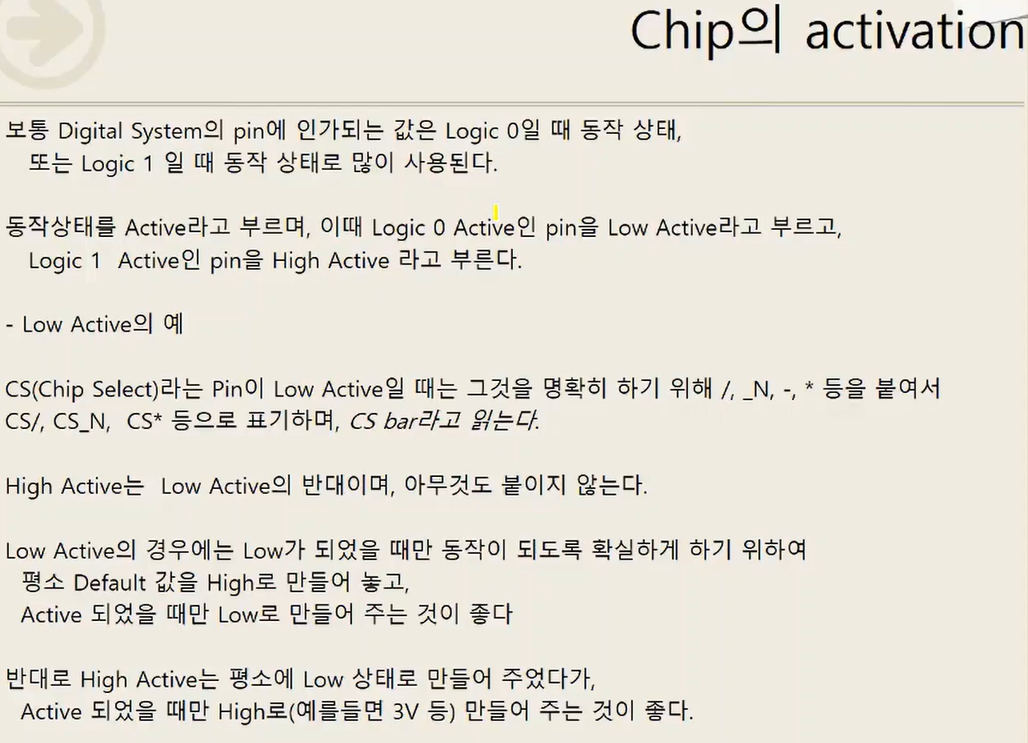 Chip의 activation
보통 Digital System의 pin에 인가되는 값은 Logic 0일 때 동작 상태,
또는 Logic 1 일 때 동작 상태로 많이 사용된다.
동작상태를 Active라고 부르며, 이때 Logic 0 Active인 pin을 Low Active라고 부르고,
Logic 1  Active인 pin을 High Active 라고 부른다.
- Low Active의 예
CS(Chip Select)라는 Pin이 Low Active일 때는 그것을 명확히 하기 위해 /, _N, -, * 등을 붙여서
CS/, CS_N,  CS* 등으로 표기하며, CS bar라고 읽는다.
High Active는  Low Active의 반대이며, 아무것도 붙이지 않는다.
Low Active의 경우에는 Low가 되었을 때만 동작이 되도록 확실하게 하기 위하여
평소 Default 값을 High로 만들어 놓고,
Active 되었을 때만 Low로 만들어 주는 것이 좋다
반대로 High Active는 평소에 Low 상태로 만들어 주었다가,
Active 되었을 때만 High로(예를들면 3V 등) 만들어 주는 것이 좋다.